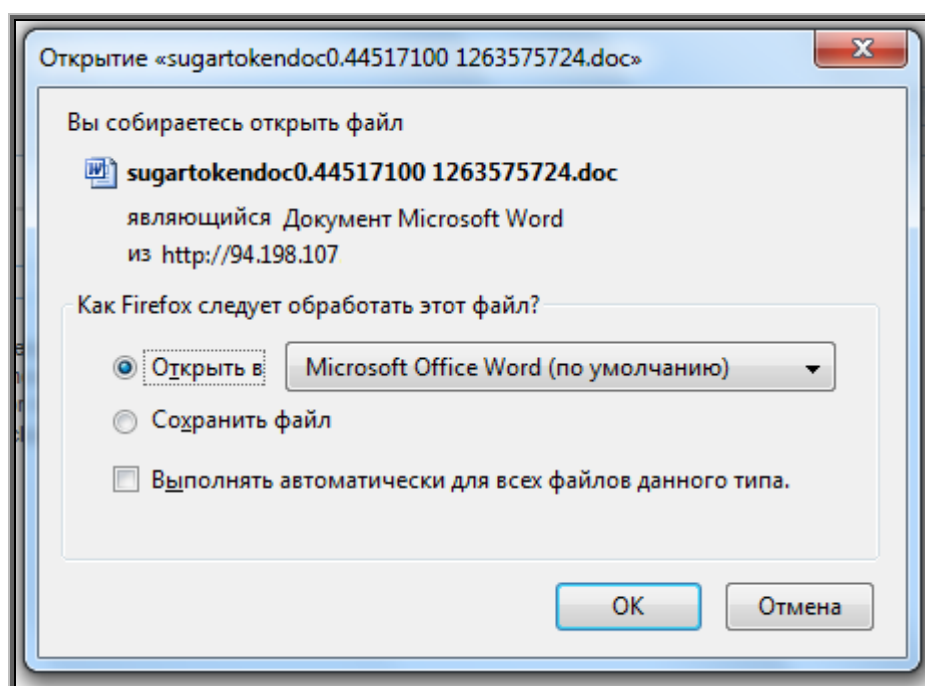 Открытие «sugartokendoc0.44517100 1263575724.doc»
Вы собираетесь открыть файл
sugartokendoc0.44517100 1263575724.doc
являющийся Документ Microsoft Word
из http://94.198.107
Как Firefox следует обработать этот файл?
Открыть в Microsoft Office Word (по умолчанию)
Сохранить файл
Выполнять автоматически для всех файлов данного типа.
OK Отмена